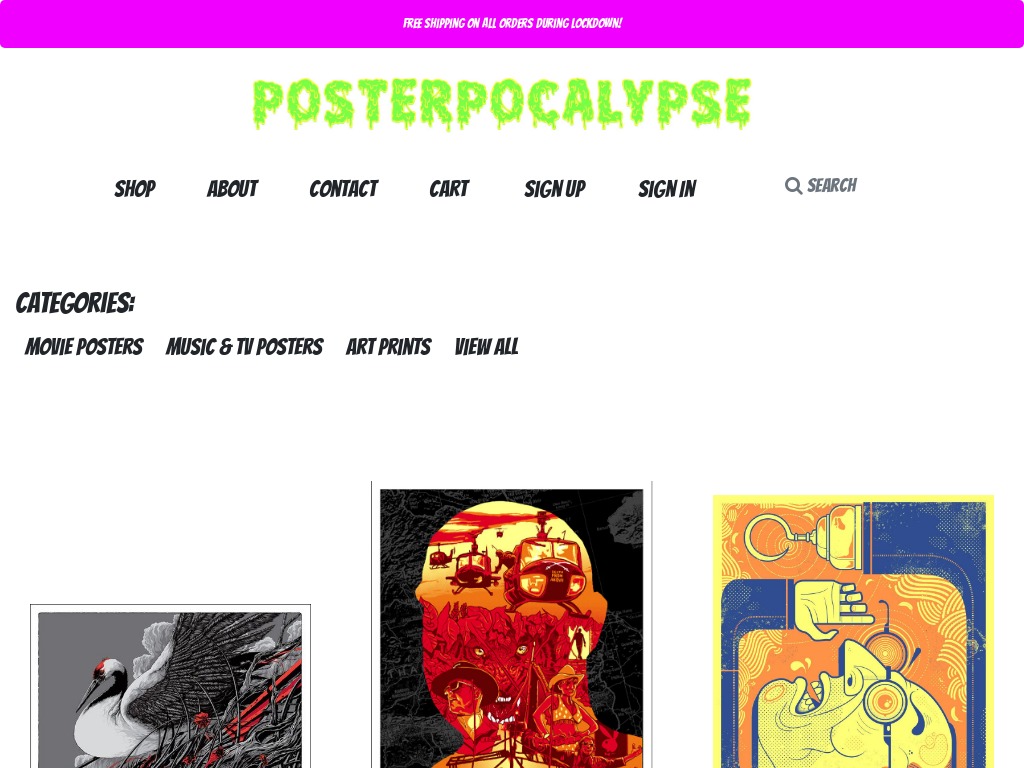 FREE SHIPPING ON ALL ORDERS DURING LOCKDOWN!
POSTERPOCALYPSE
SHOP ABOUT CONTACT CART SIGN UP SIGN IN SEARCH
CATEGORIES:
MOVIE POSTERS MUSIC & TV POSTERS ART PRINTS VIEW ALL